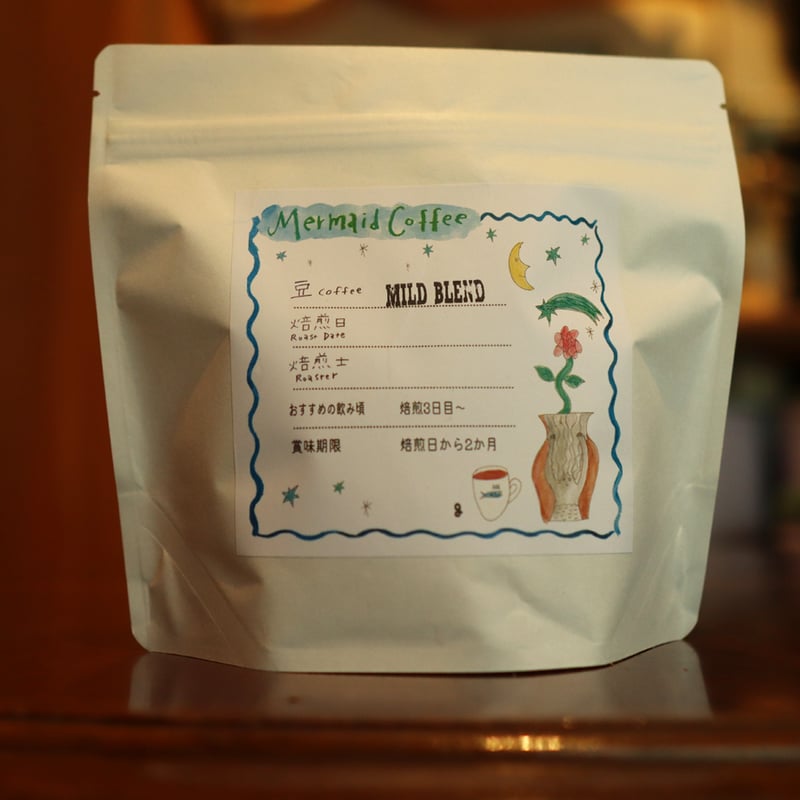 Mermaid Coffee
豆 coffee MILD BLEND
焙煎日
Roast Date
焙煎士
Roaster
おすすめの飲み頃 焙煎3日目～
賞味期限 焙煎日から2か月